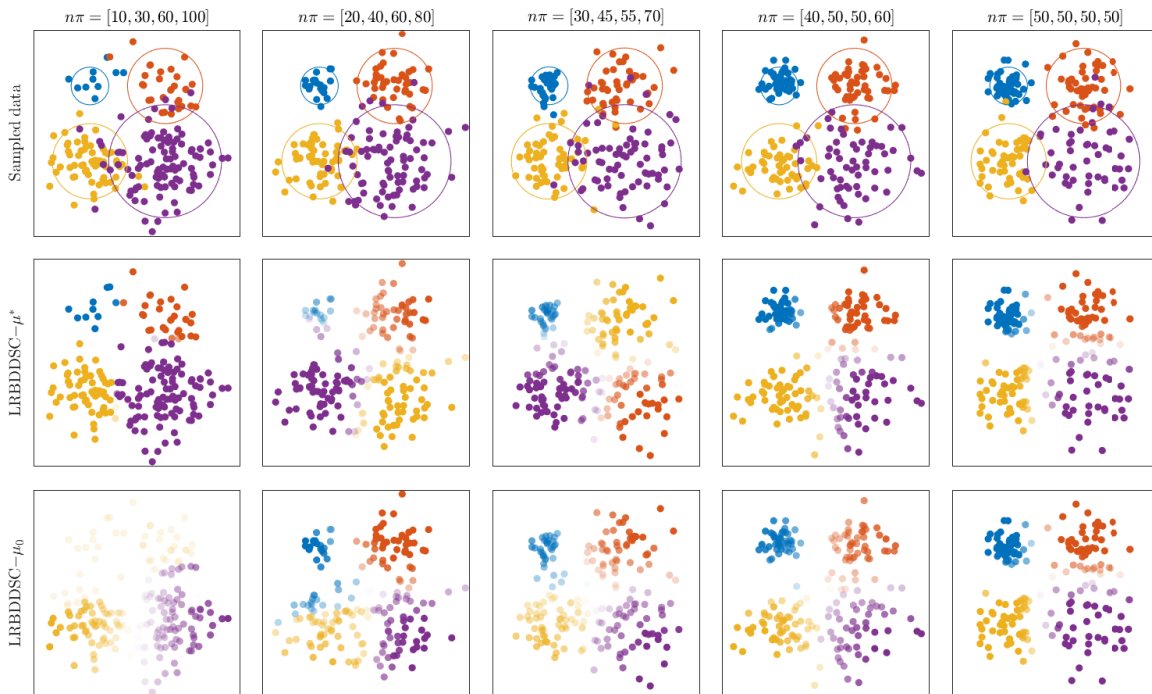 nπ = [10, 30, 60, 100]
nπ = [20, 40, 60, 80]
nπ = [30, 45, 55, 70]
nπ = [40, 50, 50, 60]
nπ = [50, 50, 50, 50]
Sampled data
LRBDDSC−μ*
LRBDDSC−μ₀